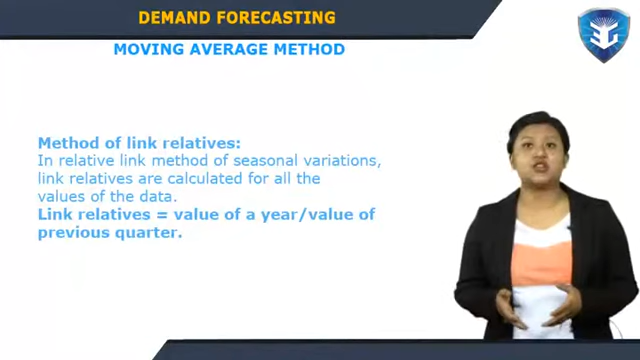 DEMAND FORECASTING
MOVING AVERAGE METHOD
Method of link relatives:
In relative link method of seasonal variations,
link relatives are calculated for all the
values of the data.
Link relatives = value of a year/value of
previous quarter.